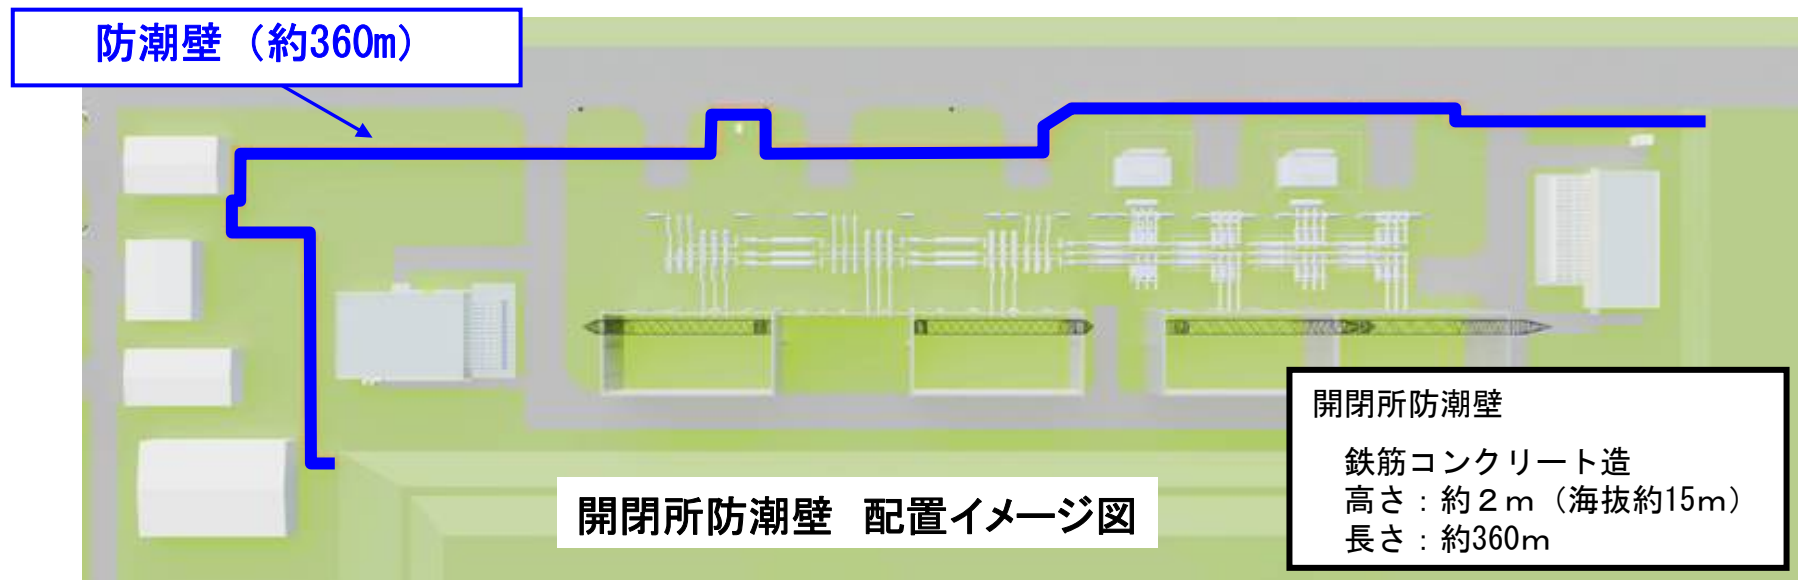 防潮壁（約360m）
開閉所防潮壁　配置イメージ図
開閉所防潮壁
鉄筋コンクリート造
高さ：約２ｍ（海抜約15ｍ）
長さ：約360ｍ